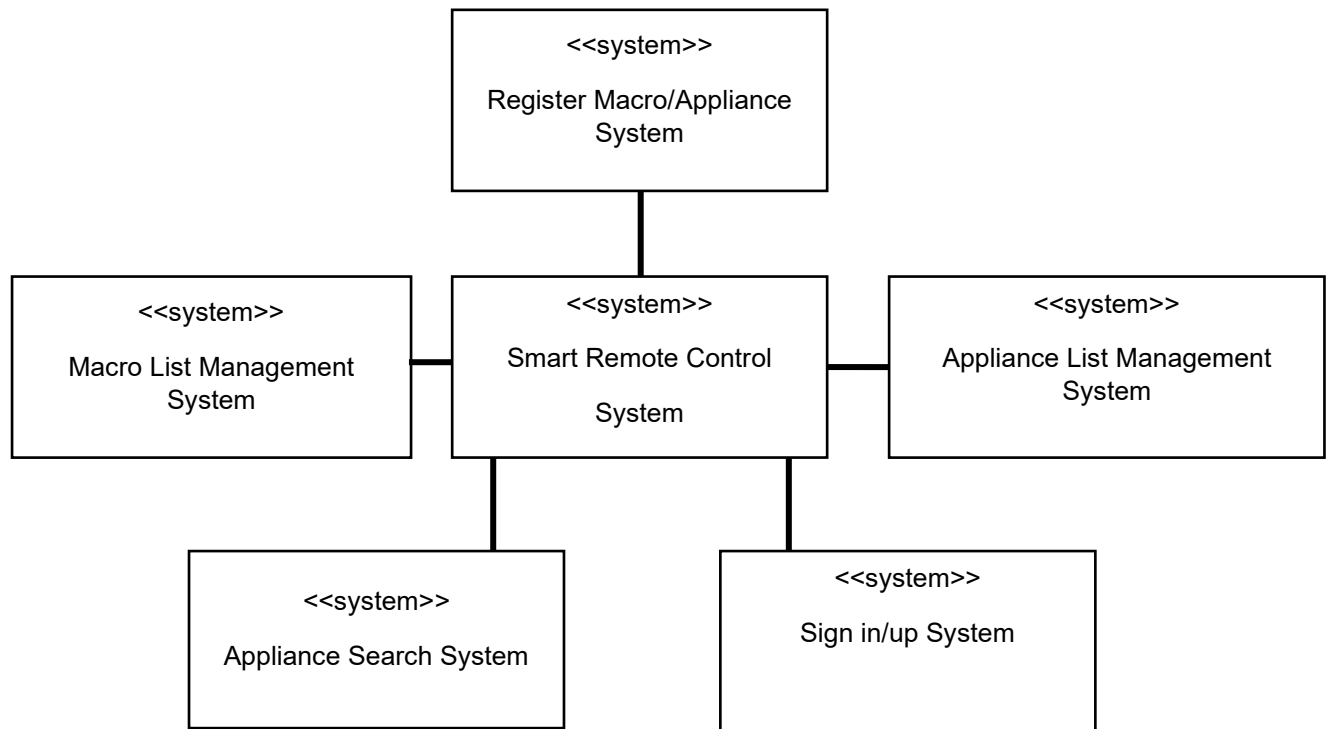 <<system>>
Register Macro/Appliance
System
<<system>>
Macro List Management
System
<<system>>
Smart Remote Control
System
<<system>>
Appliance List Management
System
<<system>>
Appliance Search System
<<system>>
Sign in/up System